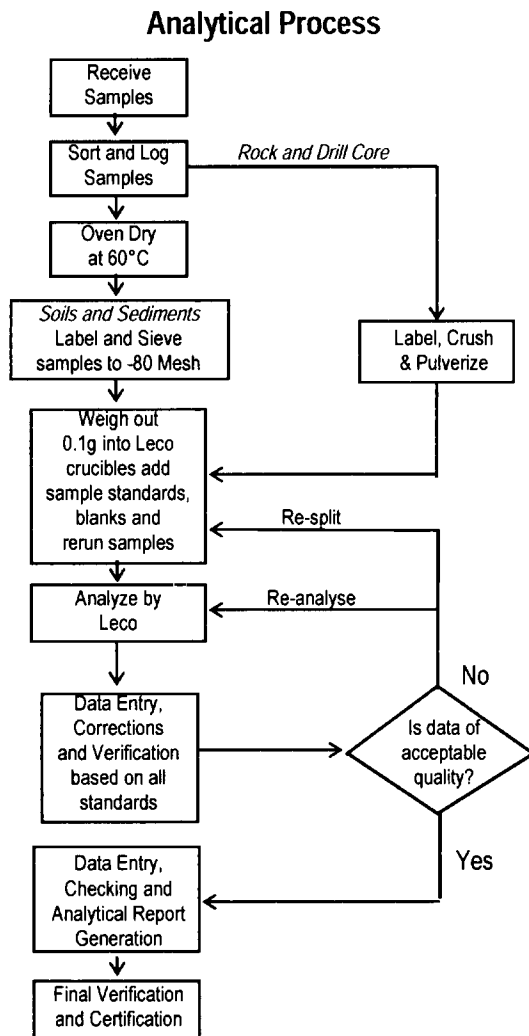 Analytical Process
Receive
Samples
Sort and Log
Samples
Rock and Drill Core
Oven Dry
at 60°C
Soils and Sediments
Label and Sieve
samples to -80 Mesh
Label, Crush
& Pulverize
Weigh out
0.1g into Leco
crucibles add
sample standards,
blanks and
rerun samples
Re-split
Analyze by
Leco
Re-analyse
No
Data Entry,
Corrections
and Verification
based on all
standards
Is data of
acceptable
quality?
Yes
Data Entry,
Checking and
Analytical Report
Generation
Final Verification
and Certification